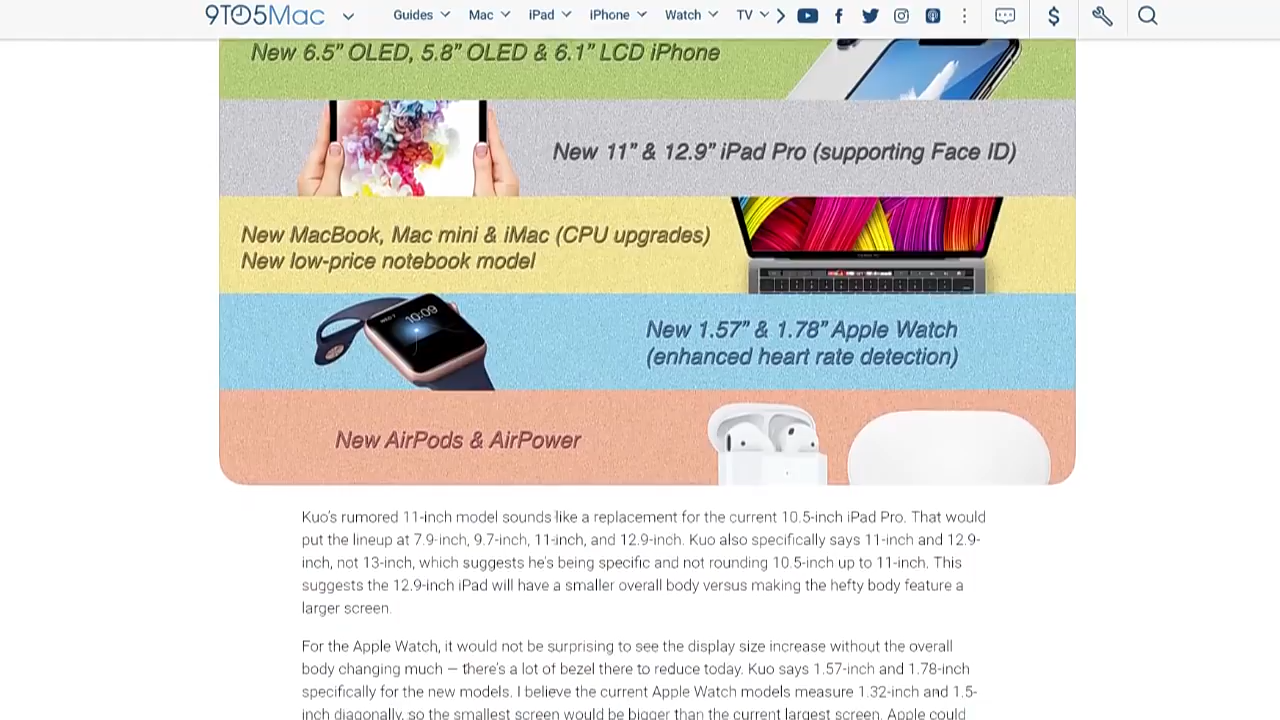 9TO5Mac
Guides Mac iPad iPhone Watch TV
New 6.5” OLED, 5.8” OLED & 6.1” LCD iPhone
New 11” & 12.9” iPad Pro (supporting Face ID)
New MacBook, Mac mini & iMac (CPU upgrades)
New low-price notebook model
10:09
New 1.57” & 1.78” Apple Watch
(enhanced heart rate detection)
New AirPods & AirPower
Kuo's rumored 11-inch model sounds like a replacement for the current 10.5-inch iPad Pro. That would
put the lineup at 7.9-inch, 9.7-inch, 11-inch, and 12.9-inch. Kuo also specifically says 11-inch and 12.9-
inch, not 13-inch, which suggests he's being specific and not rounding 10.5-inch up to 11-inch. This
suggests the 12.9-inch iPad will have a smaller overall body versus making the hefty body feature a
larger screen.
For the Apple Watch, it would not be surprising to see the display size increase without the overall
body changing much — there's a lot of bezel there to reduce today. Kuo says 1.57-inch and 1.78-inch
specifically for the new models. I believe the current Apple Watch models measure 1.32-inch and 1.5-
inch diagonally, so the smallest screen would be bigger than the current largest screen. Apple could